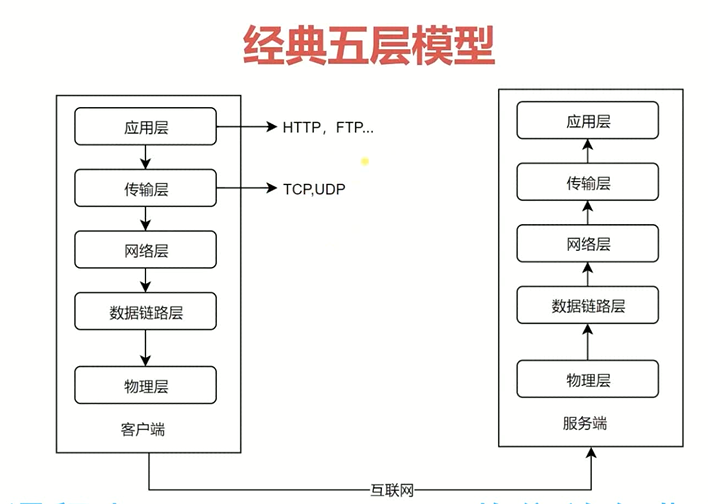 经典五层模型
应用层
HTTP，FTP...
传输层
TCP,UDP
网络层
数据链路层
物理层
客户端
应用层
传输层
网络层
数据链路层
物理层
服务端
互联网